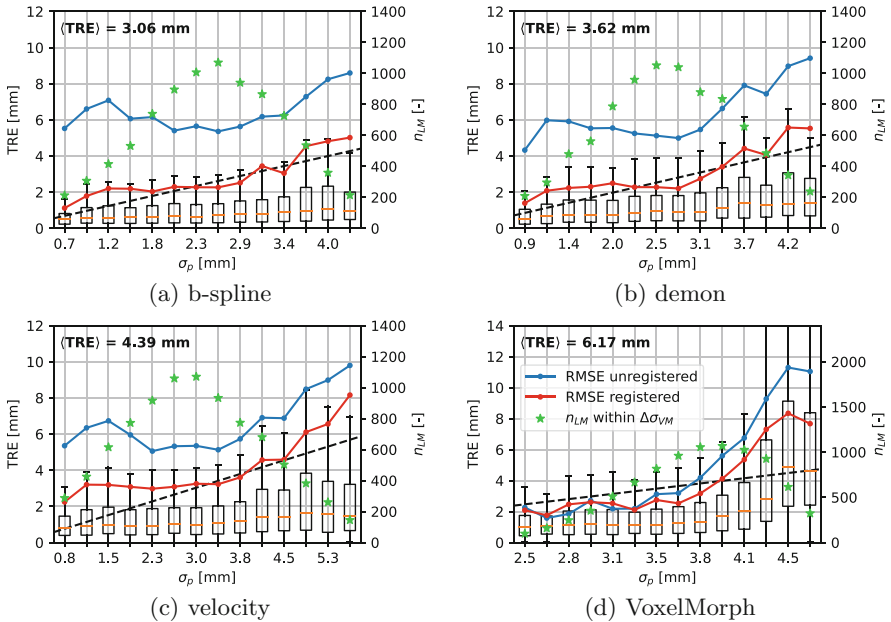 ⟨TRE⟩ = 3.06 mm
TRE [mm]
12
10
8
6
4
2
0
1400
1200
1000
800
600
400
200
0
n_LM [-]
0.7 1.2 1.8 2.3 2.9 3.4 4.0
σ_p [mm]
(a) b-spline
⟨TRE⟩ = 3.62 mm
TRE [mm]
12
10
8
6
4
2
0
1400
1200
1000
800
600
400
200
0
n_LM [-]
0.9 1.4 2.0 2.5 3.1 3.7 4.2
σ_p [mm]
(b) demon
⟨TRE⟩ = 4.39 mm
TRE [mm]
12
10
8
6
4
2
0
1400
1200
1000
800
600
400
200
0
n_LM [-]
0.8 1.5 2.3 3.0 3.8 4.5 5.3
σ_p [mm]
(c) velocity
⟨TRE⟩ = 6.17 mm
RMSE unregistered
RMSE registered
n_LM within Δσ_VM
TRE [mm]
14
12
10
8
6
4
2
0
2000
1500
1000
500
0
n_LM [-]
2.5 2.8 3.1 3.5 3.8 4.1 4.5
σ_p [mm]
(d) VoxelMorph